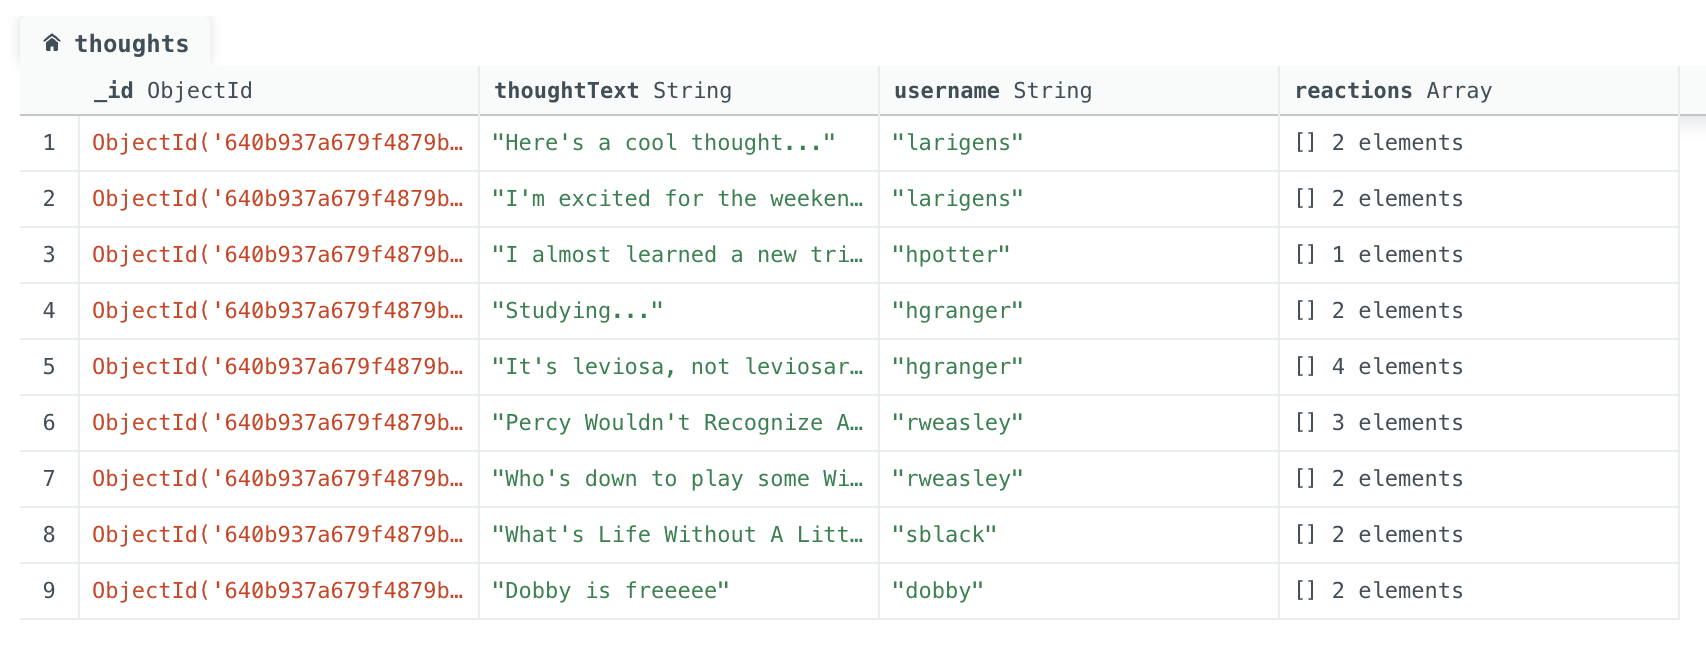 thoughts
_id ObjectId thoughtText String username String reactions Array
1 ObjectId('640b937a679f4879b… "Here's a cool thought..." "larigens" [] 2 elements
2 ObjectId('640b937a679f4879b… "I'm excited for the weeken… "larigens" [] 2 elements
3 ObjectId('640b937a679f4879b… "I almost learned a new tri… "hpotter" [] 1 elements
4 ObjectId('640b937a679f4879b… "Studying..." "hgranger" [] 2 elements
5 ObjectId('640b937a679f4879b… "It's leviosa, not leviosar… "hgranger" [] 4 elements
6 ObjectId('640b937a679f4879b… "Percy Wouldn't Recognize A… "rweasley" [] 3 elements
7 ObjectId('640b937a679f4879b… "Who's down to play some Wi… "rweasley" [] 2 elements
8 ObjectId('640b937a679f4879b… "What's Life Without A Litt… "sblack" [] 2 elements
9 ObjectId('640b937a679f4879b… "Dobby is freeeee" "dobby" [] 2 elements